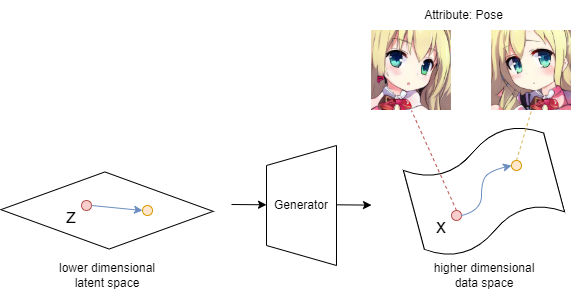 Attribute: Pose
Z
Generator
X
lower dimensional
latent space
higher dimensional
data space